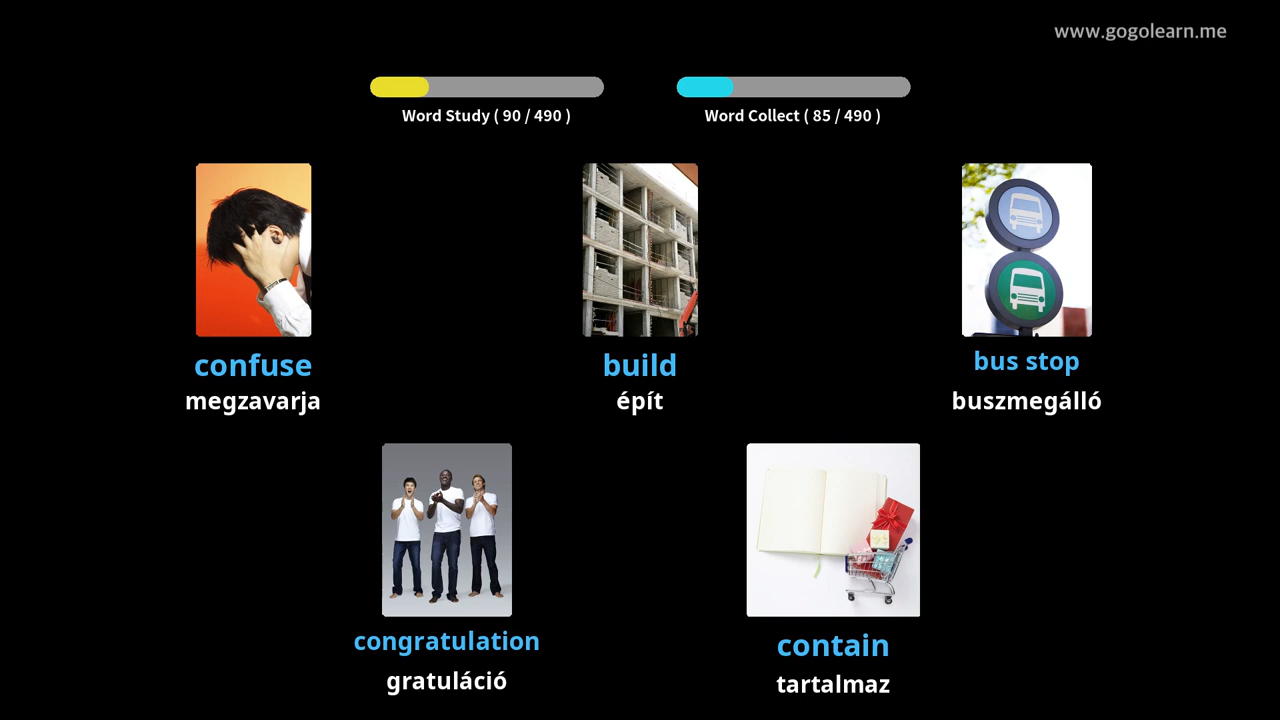 www.gogolearn.me
Word Study ( 90 / 490 )
Word Collect ( 85 / 490 )
confuse
megzavarja
build
épít
bus stop
buszmegálló
congratulation
gratuláció
contain
tartalmaz